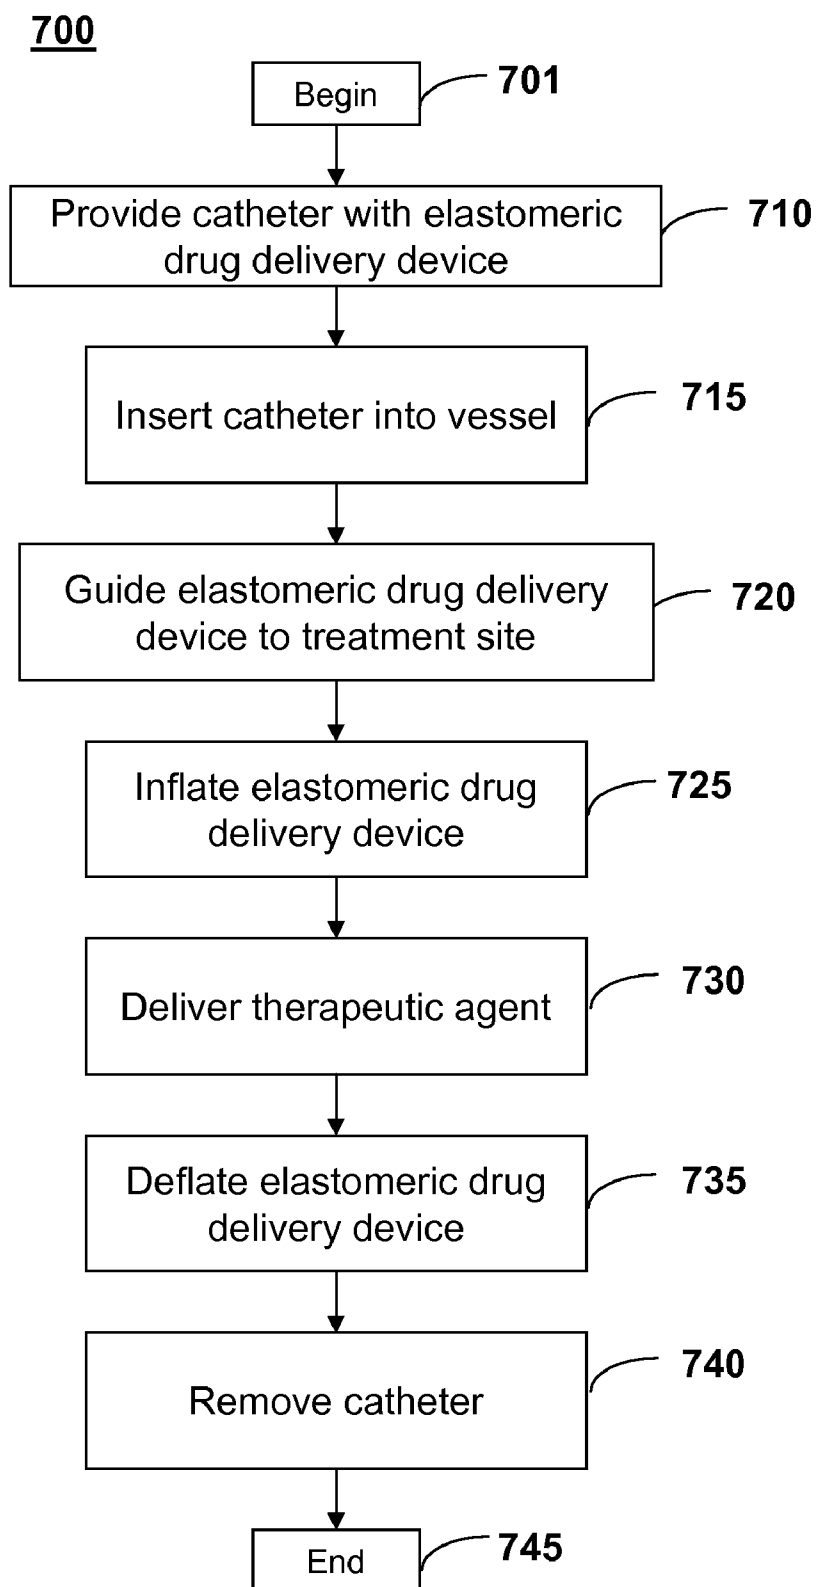 700
Begin
701
Provide catheter with elastomeric
drug delivery device
710
Insert catheter into vessel
715
Guide elastomeric drug delivery
device to treatment site
720
Inflate elastomeric drug
delivery device
725
Deliver therapeutic agent
730
Deflate elastomeric drug
delivery device
735
Remove catheter
740
End
745